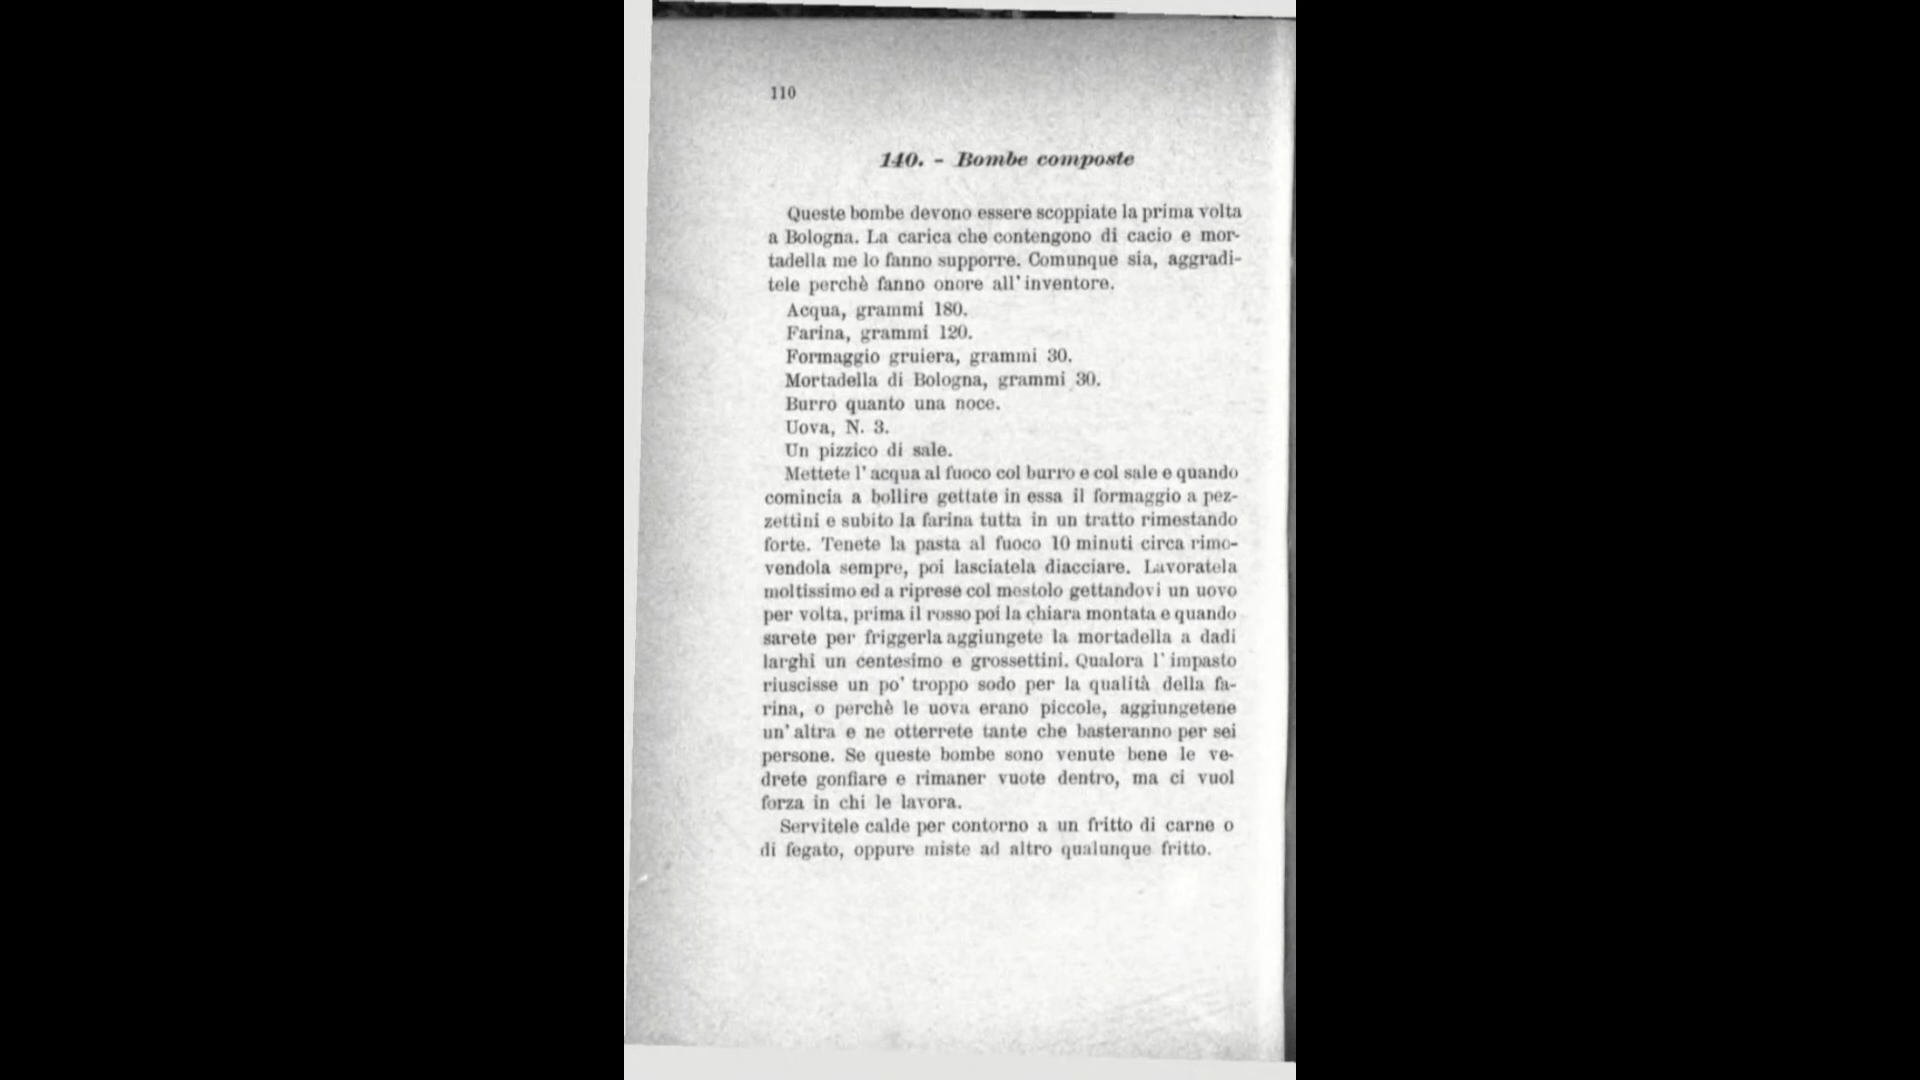 110
140. - Bombe composte
Queste bombe devono essere scoppiate la prima volta
a Bologna. La carica che contengono di cacio e mor-
tadella me lo fanno supporre. Comunque sia, aggradi-
tele perchè fanno onore all' inventore.
Acqua, grammi 180.
Farina, grammi 120.
Formaggio gruiera, grammi 30.
Mortadella di Bologna, grammi 30.
Burro quanto una noce.
Uova, N. 3.
Un pizzico di sale.
Mettete l' acqua al fuoco col burro e col sale e quando
comincia a bollire gettate in essa il formaggio a pez-
zettini e subito la farina tutta in un tratto rimestando
forte. Tenete la pasta al fuoco 10 minuti circa rimo-
vendola sempre, poi lasciatela diacciare. Lavoratela
moltissimo ed a riprese col mestolo gettandovi un uovo
per volta, prima il rosso poi la chiara montata e quando
sarete per friggerla aggiungete la mortadella a dadi
larghi un centesimo e grossettini. Qualora l' impasto
riuscisse un po' troppo sodo per la qualità della fa-
rina, o perchè le uova erano piccole, aggiungetene
un' altra e ne otterrete tante che basteranno per sei
persone. Se queste bombe sono venute bene le ve-
drete gonfiare e rimaner vuote dentro, ma ci vuol
forza in chi le lavora.
Servitele calde per contorno a un fritto di carne o
di fegato, oppure miste ad altro qualunque fritto.